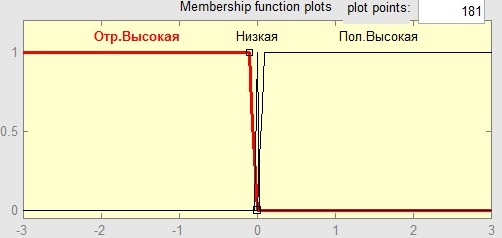 Membership function plots plot points: 181
Отр.Высокая Низкая Пол.Высокая
1
0.5
0
-3 -2 -1 0 1 2 3